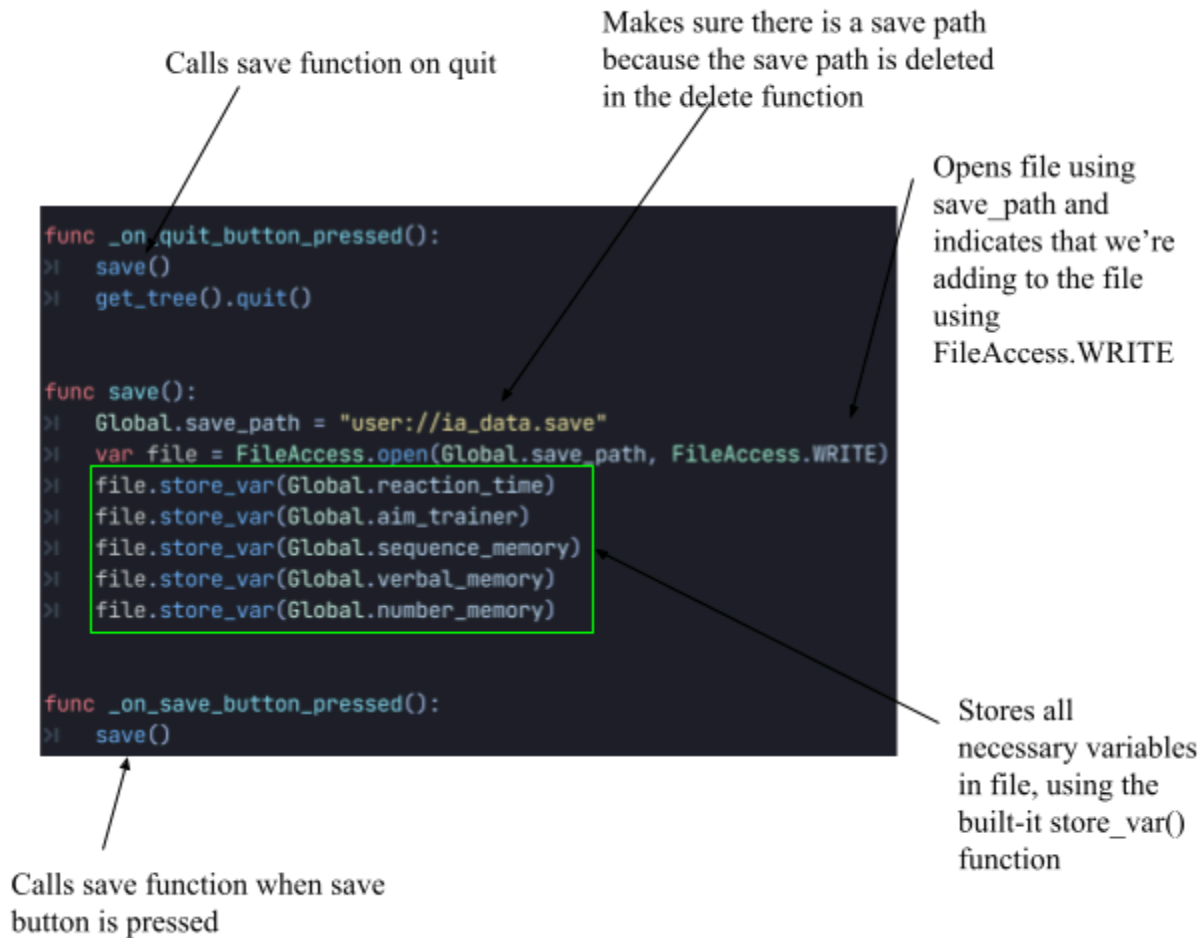 Calls save function on quit
Makes sure there is a save path
because the save path is deleted
in the delete function
Opens file using
save_path and
indicates that we're
adding to the file
using
FileAccess.WRITE
func _on_quit_button_pressed():
save()
get_tree().quit()
func save():
Global.save_path = "user://ia_data.save"
var file = FileAccess.open(Global.save_path, FileAccess.WRITE)
file.store_var(Global.reaction_time)
file.store_var(Global.aim_trainer)
file.store_var(Global.sequence_memory)
file.store_var(Global.verbal_memory)
file.store_var(Global.number_memory)
func _on_save_button_pressed():
save()
Stores all
necessary variables
in file, using the
built-it store_var()
function
Calls save function when save
button is pressed